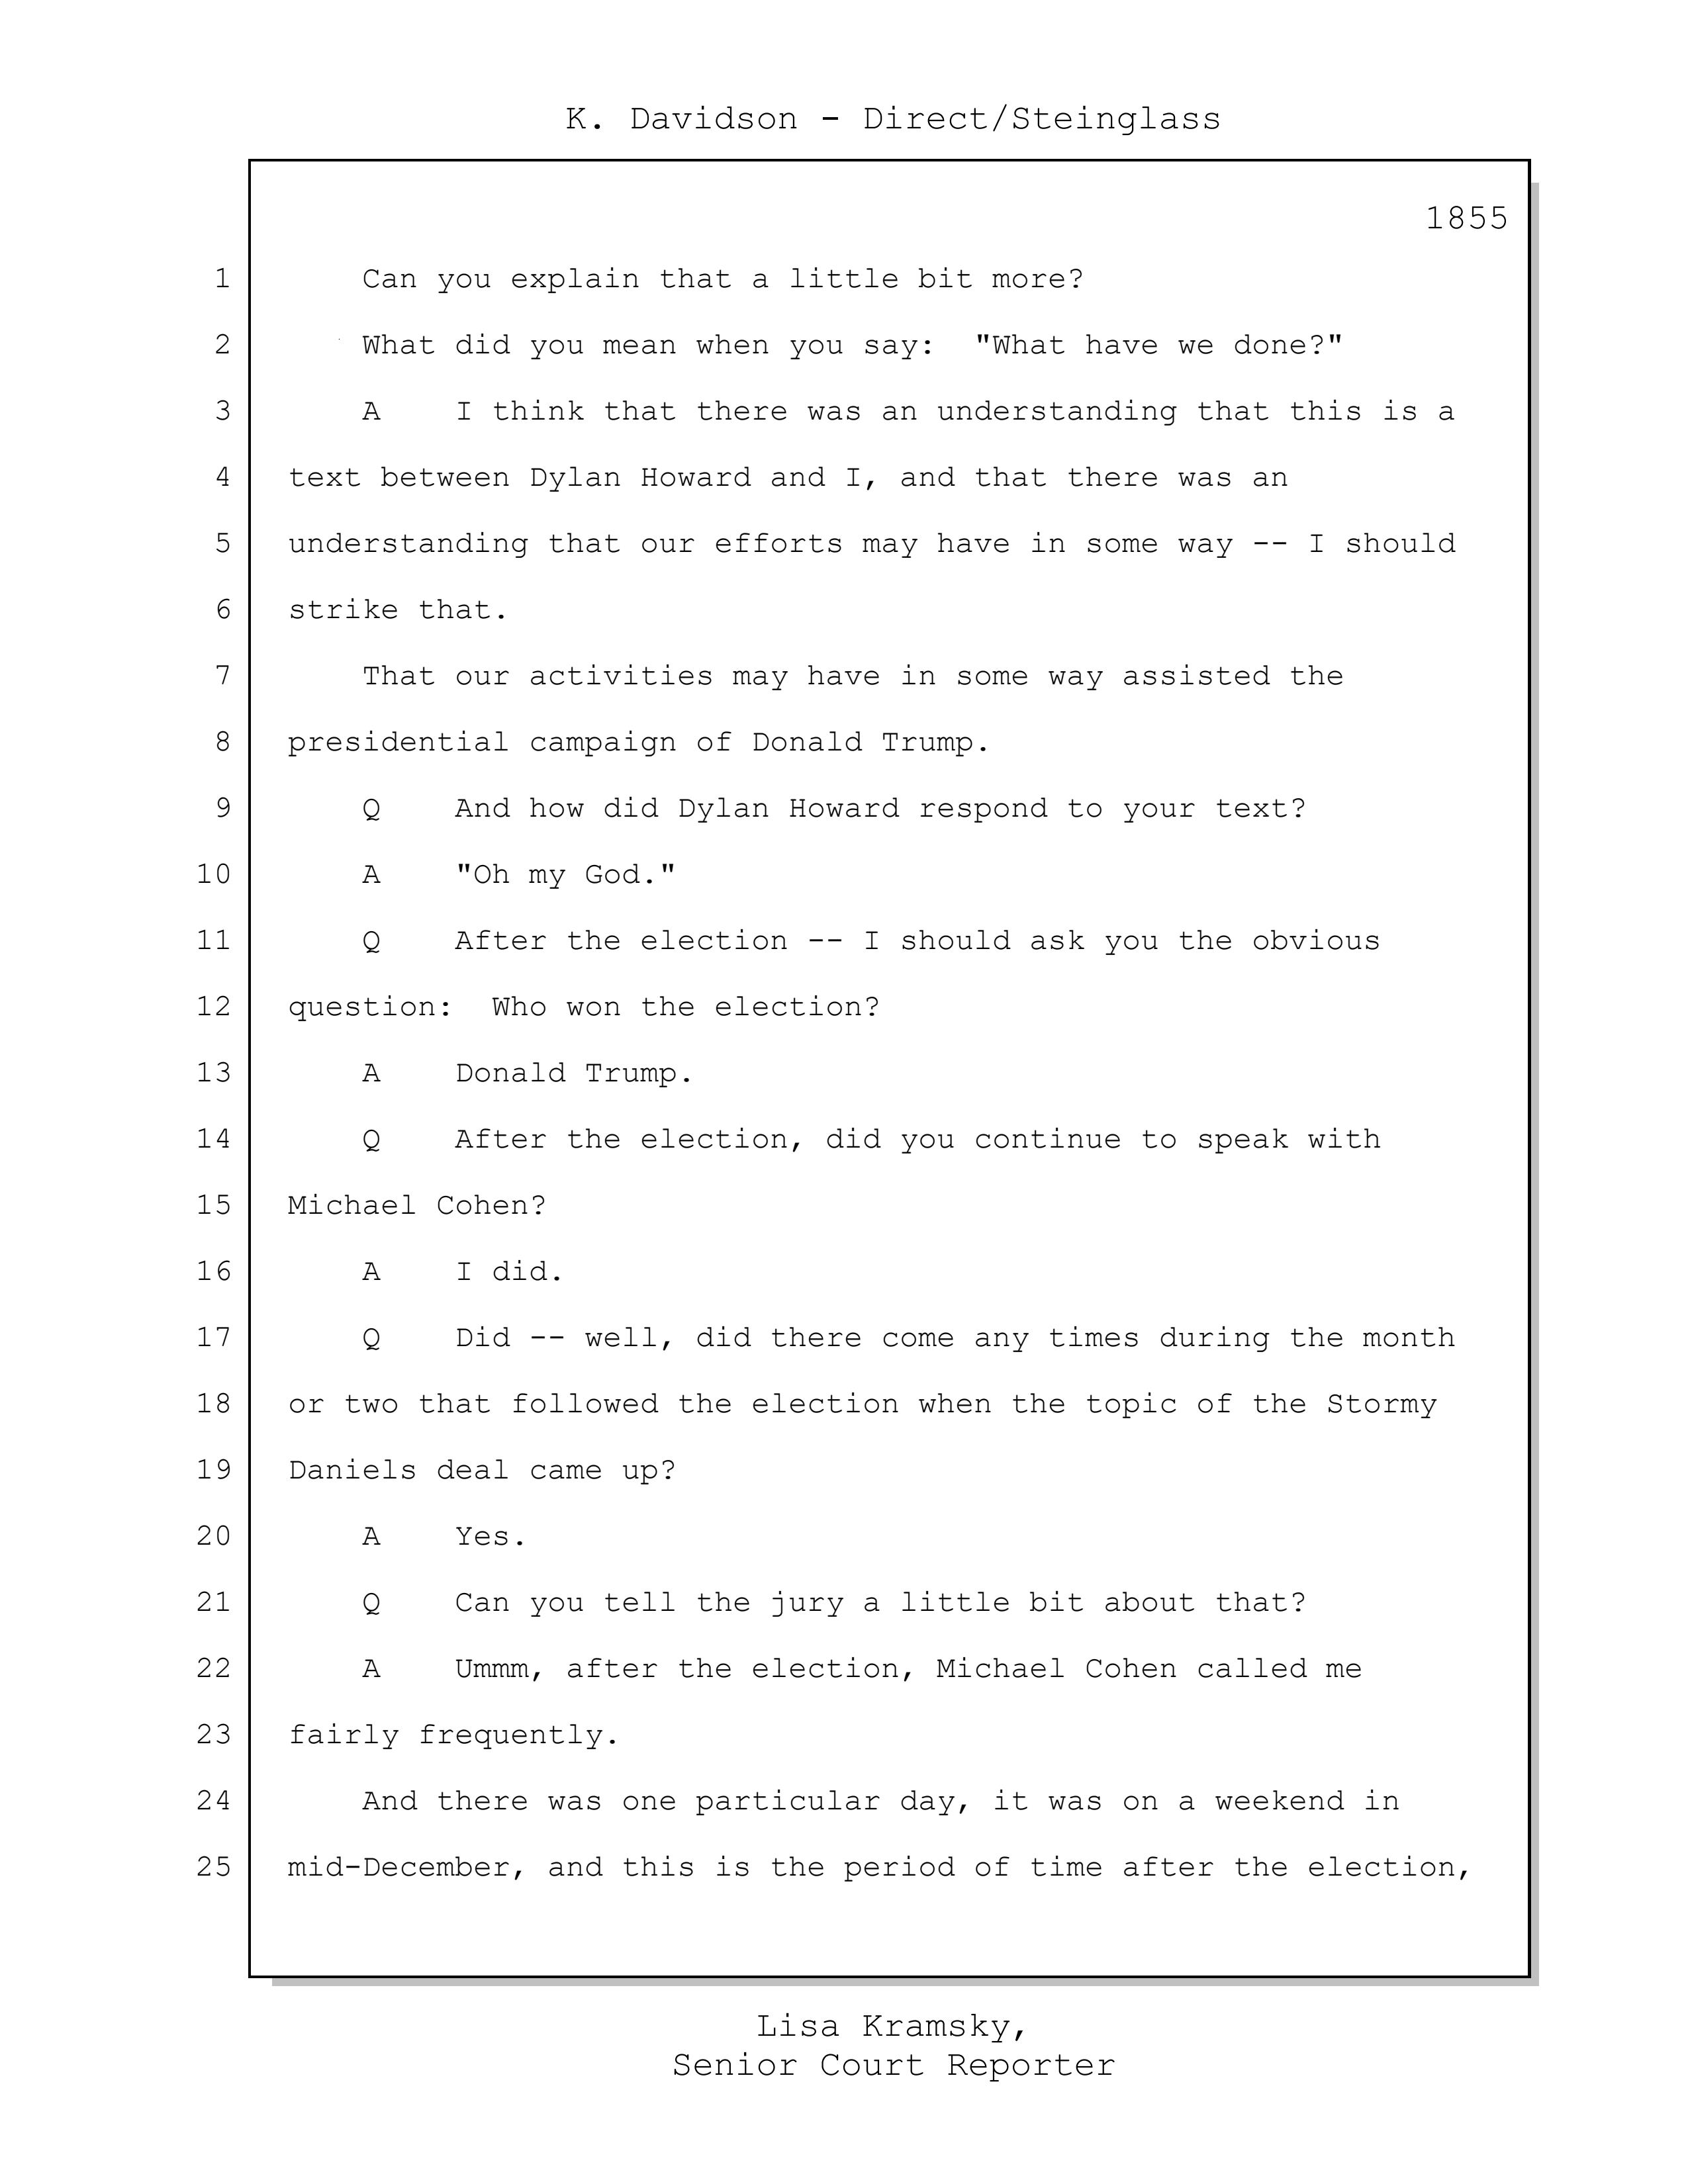 K. Davidson - Direct/Steinglass
1855
1 Can you explain that a little bit more?
2 What did you mean when you say: "What have we done?"
3 A I think that there was an understanding that this is a
4 text between Dylan Howard and I, and that there was an
5 understanding that our efforts may have in some way -- I should
6 strike that.
7 That our activities may have in some way assisted the
8 presidential campaign of Donald Trump.
9 Q And how did Dylan Howard respond to your text?
10 A "Oh my God."
11 Q After the election -- I should ask you the obvious
12 question: Who won the election?
13 A Donald Trump.
14 Q After the election, did you continue to speak with
15 Michael Cohen?
16 A I did.
17 Q Did -- well, did there come any times during the month
18 or two that followed the election when the topic of the Stormy
19 Daniels deal came up?
20 A Yes.
21 Q Can you tell the jury a little bit about that?
22 A Ummm, after the election, Michael Cohen called me
23 fairly frequently.
24 And there was one particular day, it was on a weekend in
25 mid-December, and this is the period of time after the election,
Lisa Kramsky,
Senior Court Reporter